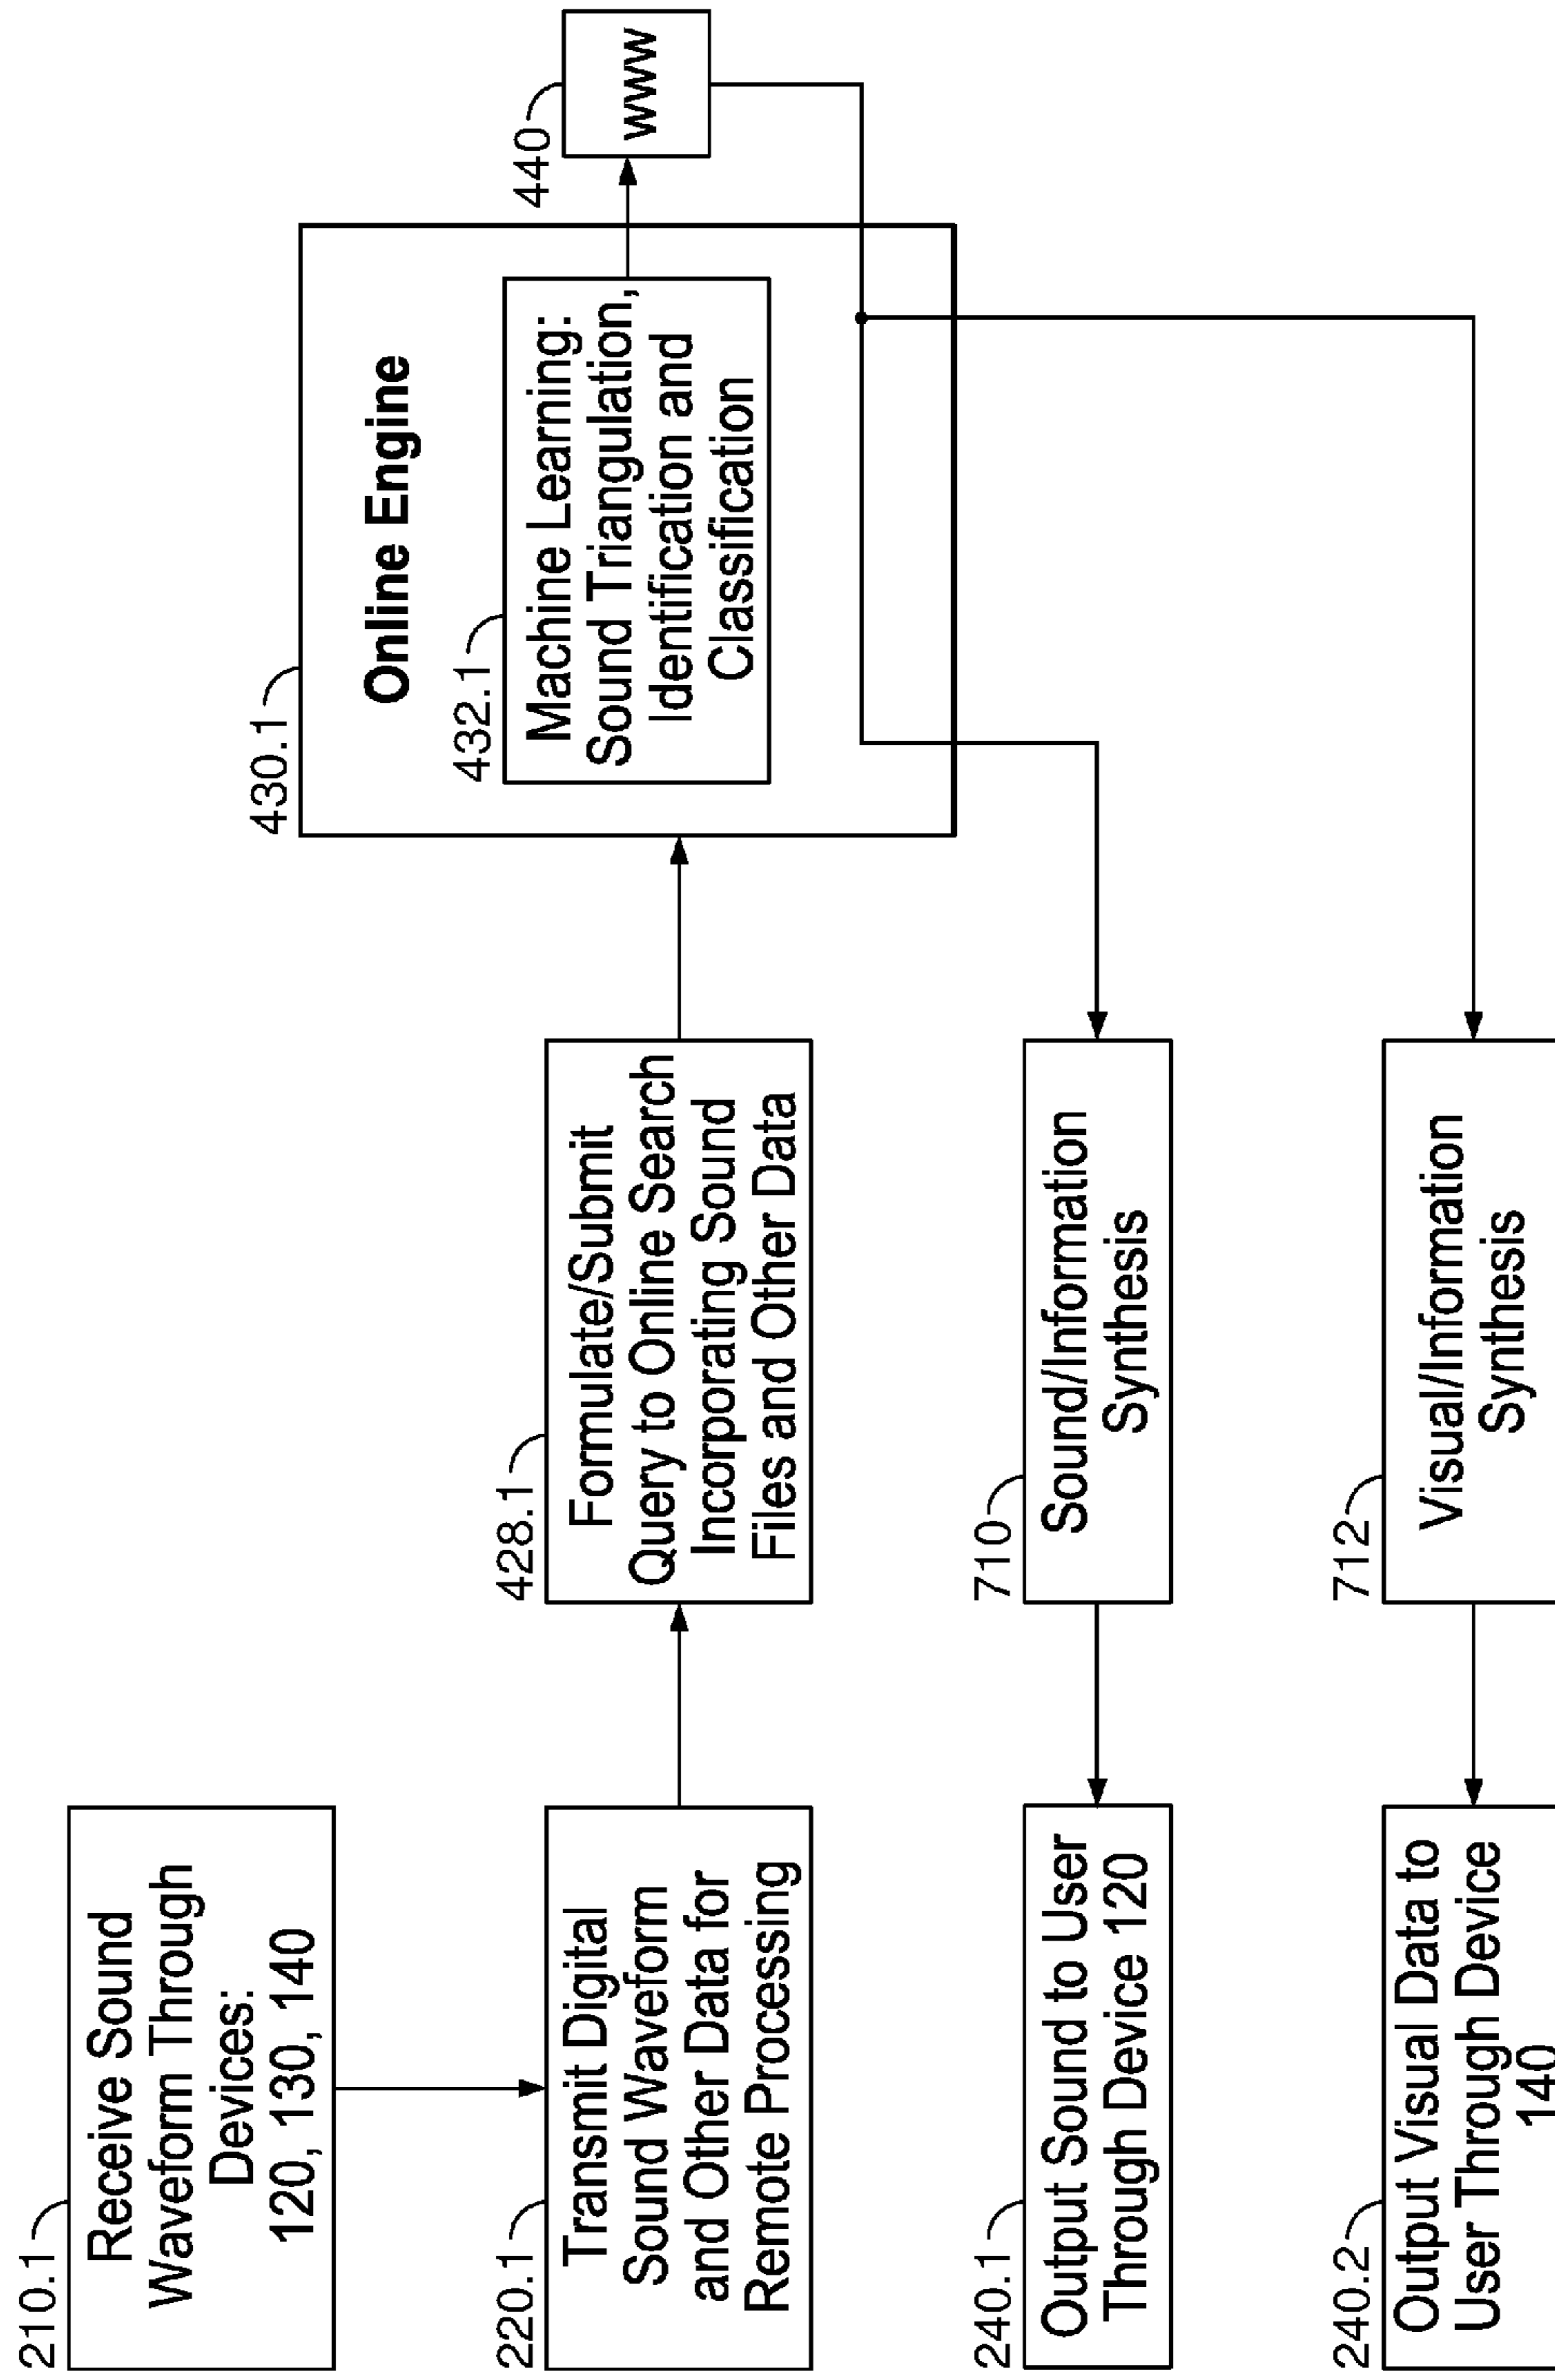 210.1
Receive Sound
Waveform Through
Devices:
120, 130, 140
220.1
Transmit Digital
Sound Waveform
and Other Data for
Remote Processing
428.1
Formulate/Submit
Query to Online Search
Incorporating Sound
Files and Other Data
430.1
Online Engine
432.1
Machine Learning:
Sound Triangulation,
Identification and
Classification
440
www
240.1
Output Sound to User
Through Device 120
710
Sound/Information
Synthesis
240.2
Output Visual Data to
User Through Device
140
712
Visual/Information
Synthesis